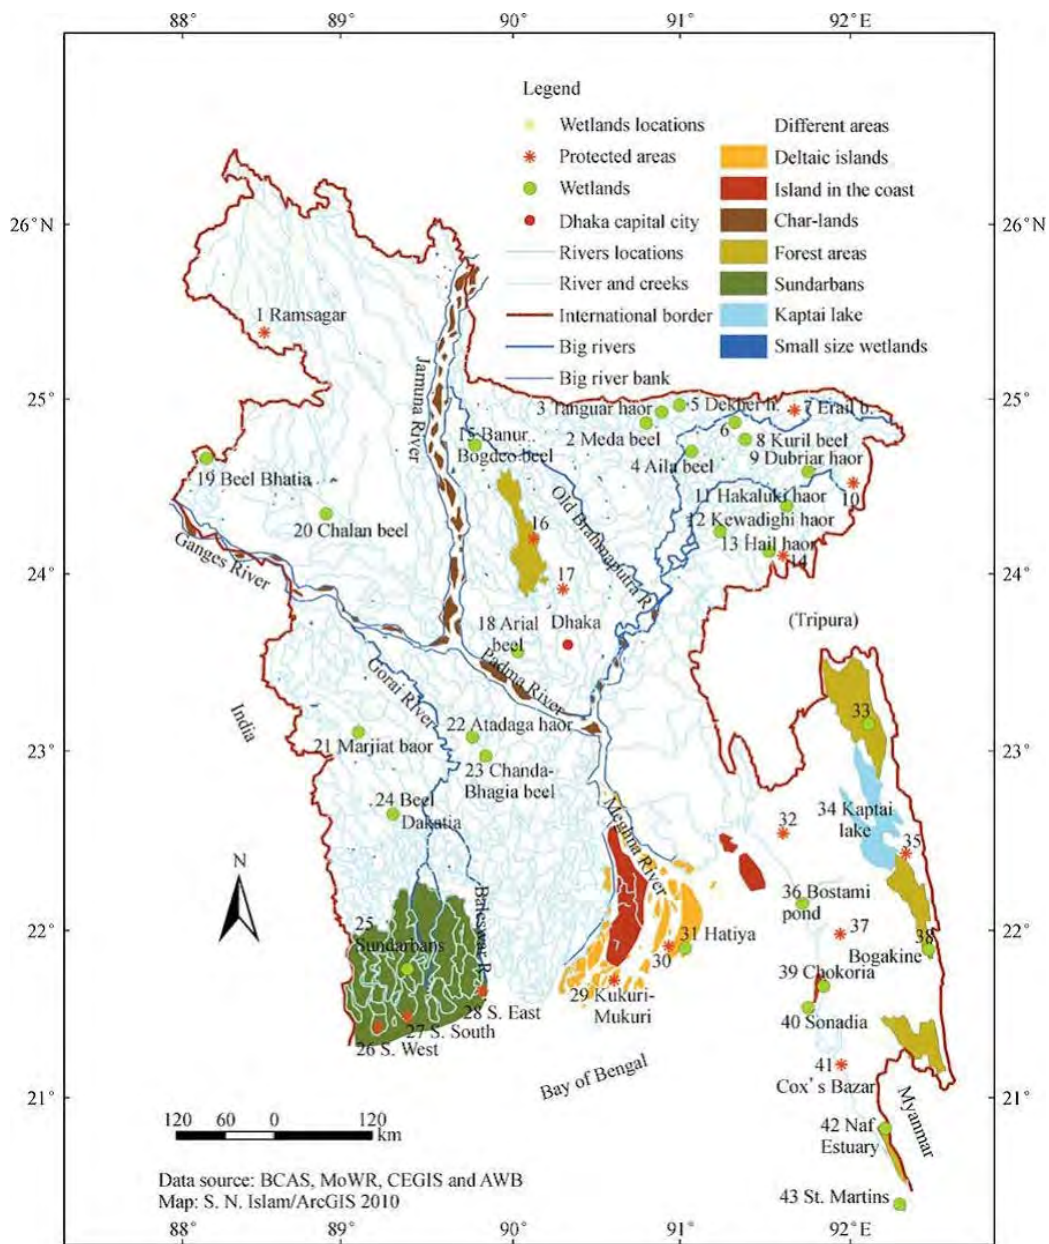 88° 89° 90° 91° 92°E
Legend
Wetlands locations
Protected areas
Wetlands
Dhaka capital city
Rivers locations
River and creeks
International border
Big rivers
Big river bank
Different areas
Deltaic islands
Island in the coast
Char-lands
Forest areas
Sundarbans
Kaptai lake
Small size wetlands
26°N 26°N
25° 25°
24° 24°
23° 23°
22° 22°
21° 21°
1 Ramsagar
Jamuna River
3 Tanguar haor
5 Dekher h.
7 Erail b.
2 Meda beel
6
8 Kuril beel
15 Banur
Bogdeo beel
4 Aila beel
9 Dubriar haor
19 Beel Bhatia
10
11 Hakaluki haor
20 Chalan beel
Old Brahmaputra R.
12 Kewadighi haor
16
13 Hail haor
14
Ganges River
17
18 Arial
beel
Dhaka
(Tripura)
Padma River
Gorai River
India
33
22 Atadaga haor
21 Marjiat baor
23 Chanda-
Bhagia beel
24 Beel
Dakatia
Meghna River
32
34 Kaptai
lake
35
N
36 Bostami
pond
25
Sundarbans
Baleswar R.
31 Hatiya
37
Bogakine
38
30
39 Chokoria
29 Kukuri-
Mukuri
28 S. East
27 S. South
26 S. West
40 Sonadia
Bay of Bengal
41
Cox's Bazar
Myanmar
42 Naf
Estuary
43 St. Martins
120 60 0 120
km
Data source: BCAS, MoWR, CEGIS and AWB
Map: S. N. Islam/ArcGIS 2010
88° 89° 90° 91° 92°E